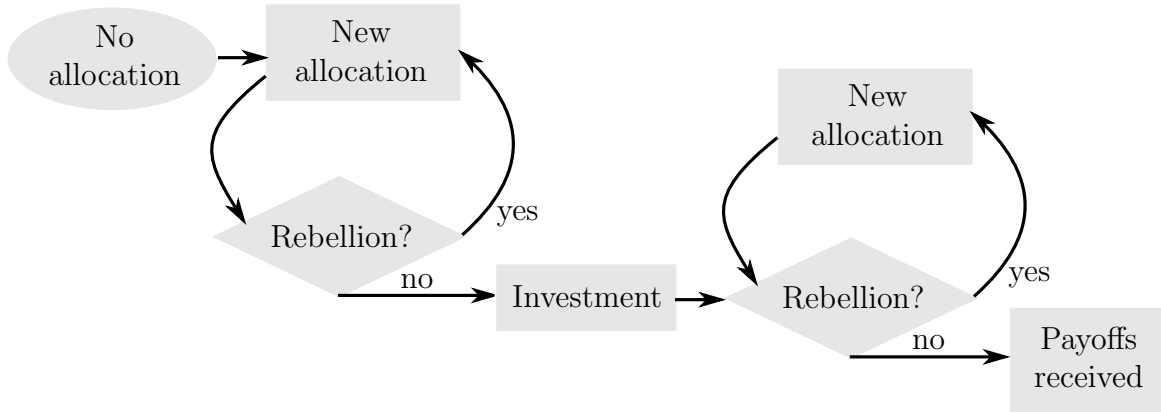 No
allocation
New
allocation
Rebellion?
yes
no
Investment
New
allocation
Rebellion?
yes
no
Payoffs
received